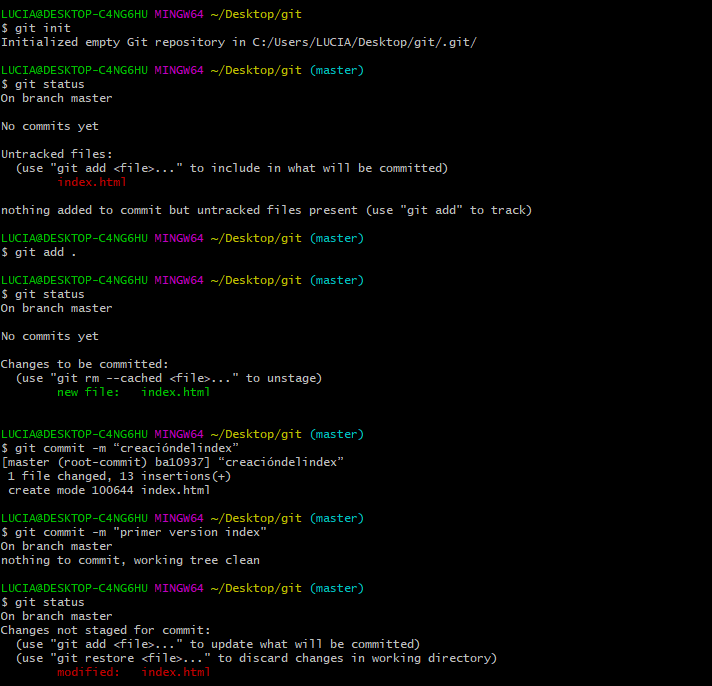 LUCIA@DESKTOP-C4NG6HU MINGW64 ~/Desktop/git
$ git init
Initialized empty Git repository in C:/Users/LUCIA/Desktop/git/.git/
LUCIA@DESKTOP-C4NG6HU MINGW64 ~/Desktop/git (master)
$ git status
On branch master
No commits yet
Untracked files:
  (use "git add <file>..." to include in what will be committed)
        index.html
nothing added to commit but untracked files present (use "git add" to track)
LUCIA@DESKTOP-C4NG6HU MINGW64 ~/Desktop/git (master)
$ git add .
LUCIA@DESKTOP-C4NG6HU MINGW64 ~/Desktop/git (master)
$ git status
On branch master
No commits yet
Changes to be committed:
  (use "git rm --cached <file>..." to unstage)
        new file:   index.html
LUCIA@DESKTOP-C4NG6HU MINGW64 ~/Desktop/git (master)
$ git commit -m “creacióndelindex”
[master (root-commit) ba10937] “creacióndelindex”
 1 file changed, 13 insertions(+)
 create mode 100644 index.html
LUCIA@DESKTOP-C4NG6HU MINGW64 ~/Desktop/git (master)
$ git commit -m "primer version index"
On branch master
nothing to commit, working tree clean
LUCIA@DESKTOP-C4NG6HU MINGW64 ~/Desktop/git (master)
$ git status
On branch master
Changes not staged for commit:
  (use "git add <file>..." to update what will be committed)
  (use "git restore <file>..." to discard changes in working directory)
        modified:   index.html